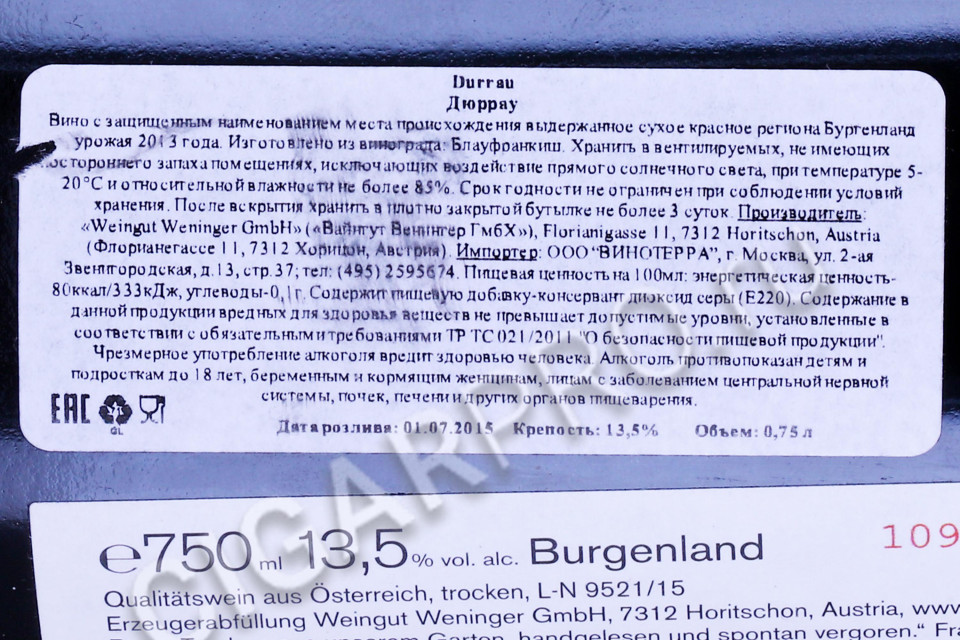 Durrau
Дюррау
Вино с защищенным наименованием места происхождения выдержанное сухое красное региона Бургенланд
урожая 2013 года. Изготовлено из винограда: Блауфранкиш. Хранить в вентилируемых, не имеющих
постороннего запаха помещениях, исключающих воздействие прямого солнечного света, при температуре 5-
20°С и относительной влажности не более 85%. Срок годности не ограничен при соблюдении условий
хранения. После вскрытия хранить в плотно закрытой бутылке не более 3 суток. Производитель:
«Weingut Weninger GmbH» («Вайнгут Венингер ГмбХ»), Florianigasse 11, 7312 Horitschon, Austria
(Флорианегассе 11, 7312 Хорицон, Австрия). Импортер: ООО "ВИНОТЕРРА", г. Москва, ул. 2-ая
Звенигородская, д.13, стр.37; тел: (495) 2595674. Пищевая ценность на 100мл: энергетическая ценность-
80ккал/333кДж, углеводы-0,1г. Содержит пищевую добавку-консервант диоксид серы (Е220). Содержание в
данной продукции вредных для здоровья веществ не превышает допустимые уровни, установленные в
соответствии с обязательными требованиями ТР ТС 021/2011 "О безопасности пищевой продукции".
Чрезмерное употребление алкоголя вредит здоровью человека. Алкоголь противопоказан детям и
подросткам до 18 лет, беременным и кормящим женщинам, лицам с заболеванием центральной нервной
системы, почек, печени и других органов пищеварения.
EAC GL
Дата розлива: 01.07.2015 Крепость: 13,5% Объем: 0,75 л
CIGARPRO.ru
e750 ml 13,5 % vol. alc. Burgenland 109
Qualitätswein aus Österreich, trocken, L-N 9521/15
Erzeugerabfüllung Weingut Weninger GmbH, 7312 Horitschon, Austria, www
unserem Garten, handgelesen und spontan vergoren." Fra